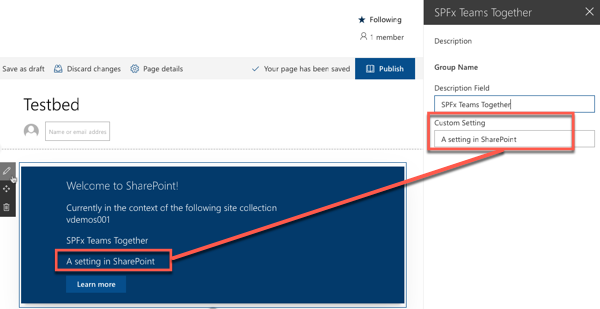 Following
1 member
Save as draft
Discard changes
Page details
Your page has been saved
Publish
Testbed
Name or email addres
Welcome to SharePoint!
Currently in the context of the following site collection
vdemos001
SPFx Teams Together
A setting in SharePoint
Learn more
SPFx Teams Together
Description
Group Name
Description Field
SPFx Teams Together
Custom Setting
A setting in SharePoint